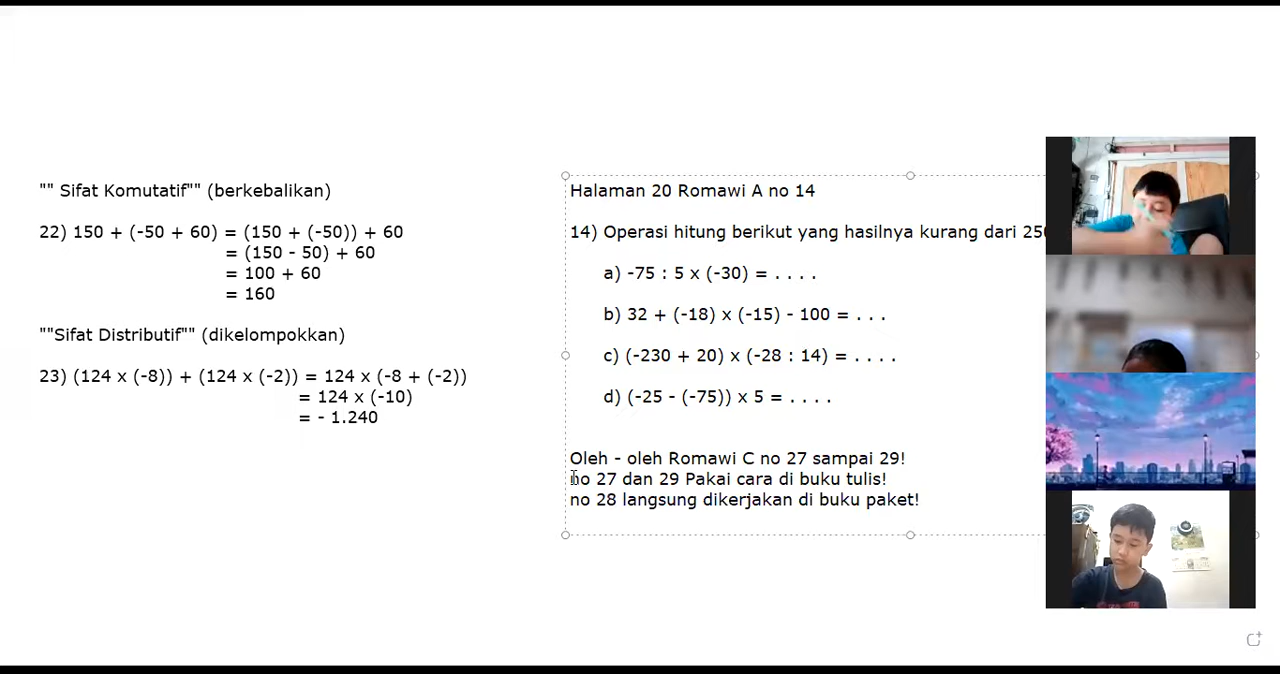 "" Sifat Komutatif"" (berkebalikan)
22) 150 + (-50 + 60) = (150 + (-50)) + 60
= (150 - 50) + 60
= 100 + 60
= 160
""Sifat Distributif"" (dikelompokkan)
23) (124 x (-8)) + (124 x (-2)) = 124 x (-8 + (-2))
= 124 x (-10)
= - 1.240
Halaman 20 Romawi A no 14
14) Operasi hitung berikut yang hasilnya kurang dari
a) -75 : 5 x (-30) = . . . .
b) 32 + (-18) x (-15) - 100 = . . .
c) (-230 + 20) x (-28 : 14) = . . . .
d) (-25 - (-75)) x 5 = . . . .
Oleh - oleh Romawi C no 27 sampai 29!
no 27 dan 29 Pakai cara di buku tulis!
no 28 langsung dikerjakan di buku paket!